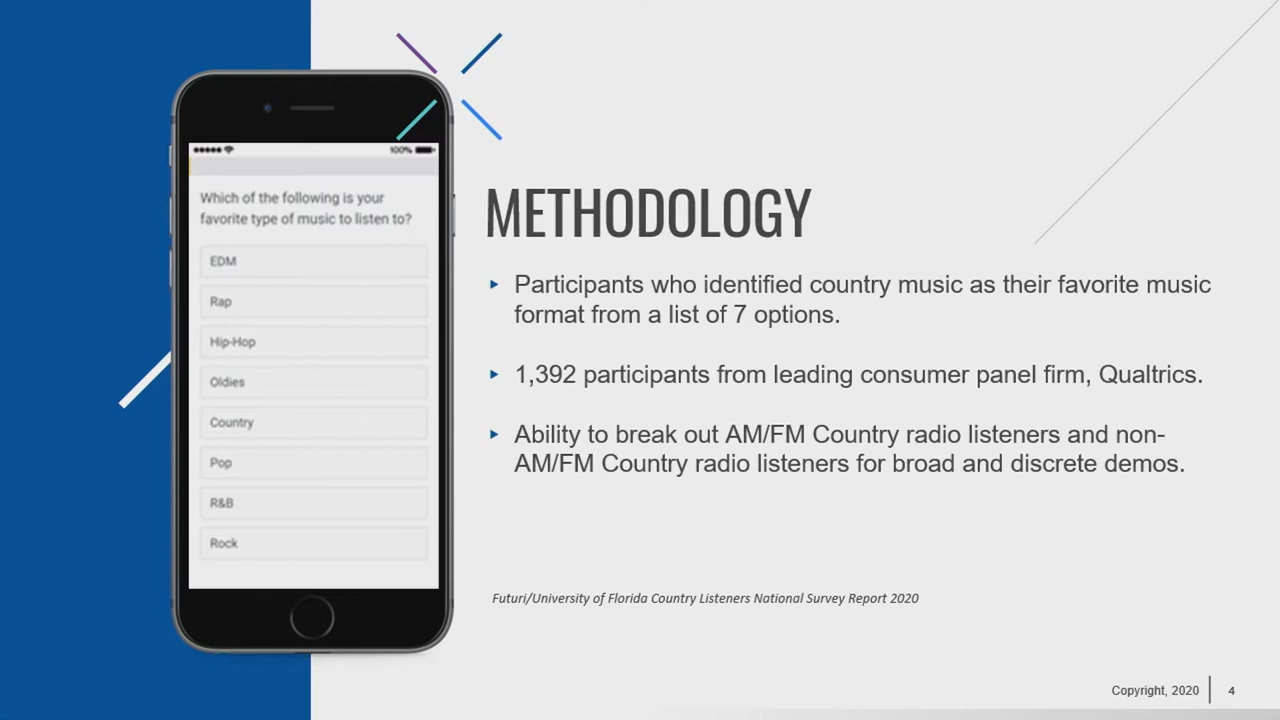 100%
Which of the following is your
favorite type of music to listen to?
EDM
Rap
Hip-Hop
Oldies
Country
Pop
R&B
Rock
METHODOLOGY
Participants who identified country music as their favorite music
format from a list of 7 options.
1,392 participants from leading consumer panel firm, Qualtrics.
Ability to break out AM/FM Country radio listeners and non-
AM/FM Country radio listeners for broad and discrete demos.
Futuri/University of Florida Country Listeners National Survey Report 2020
Copyright, 2020 4